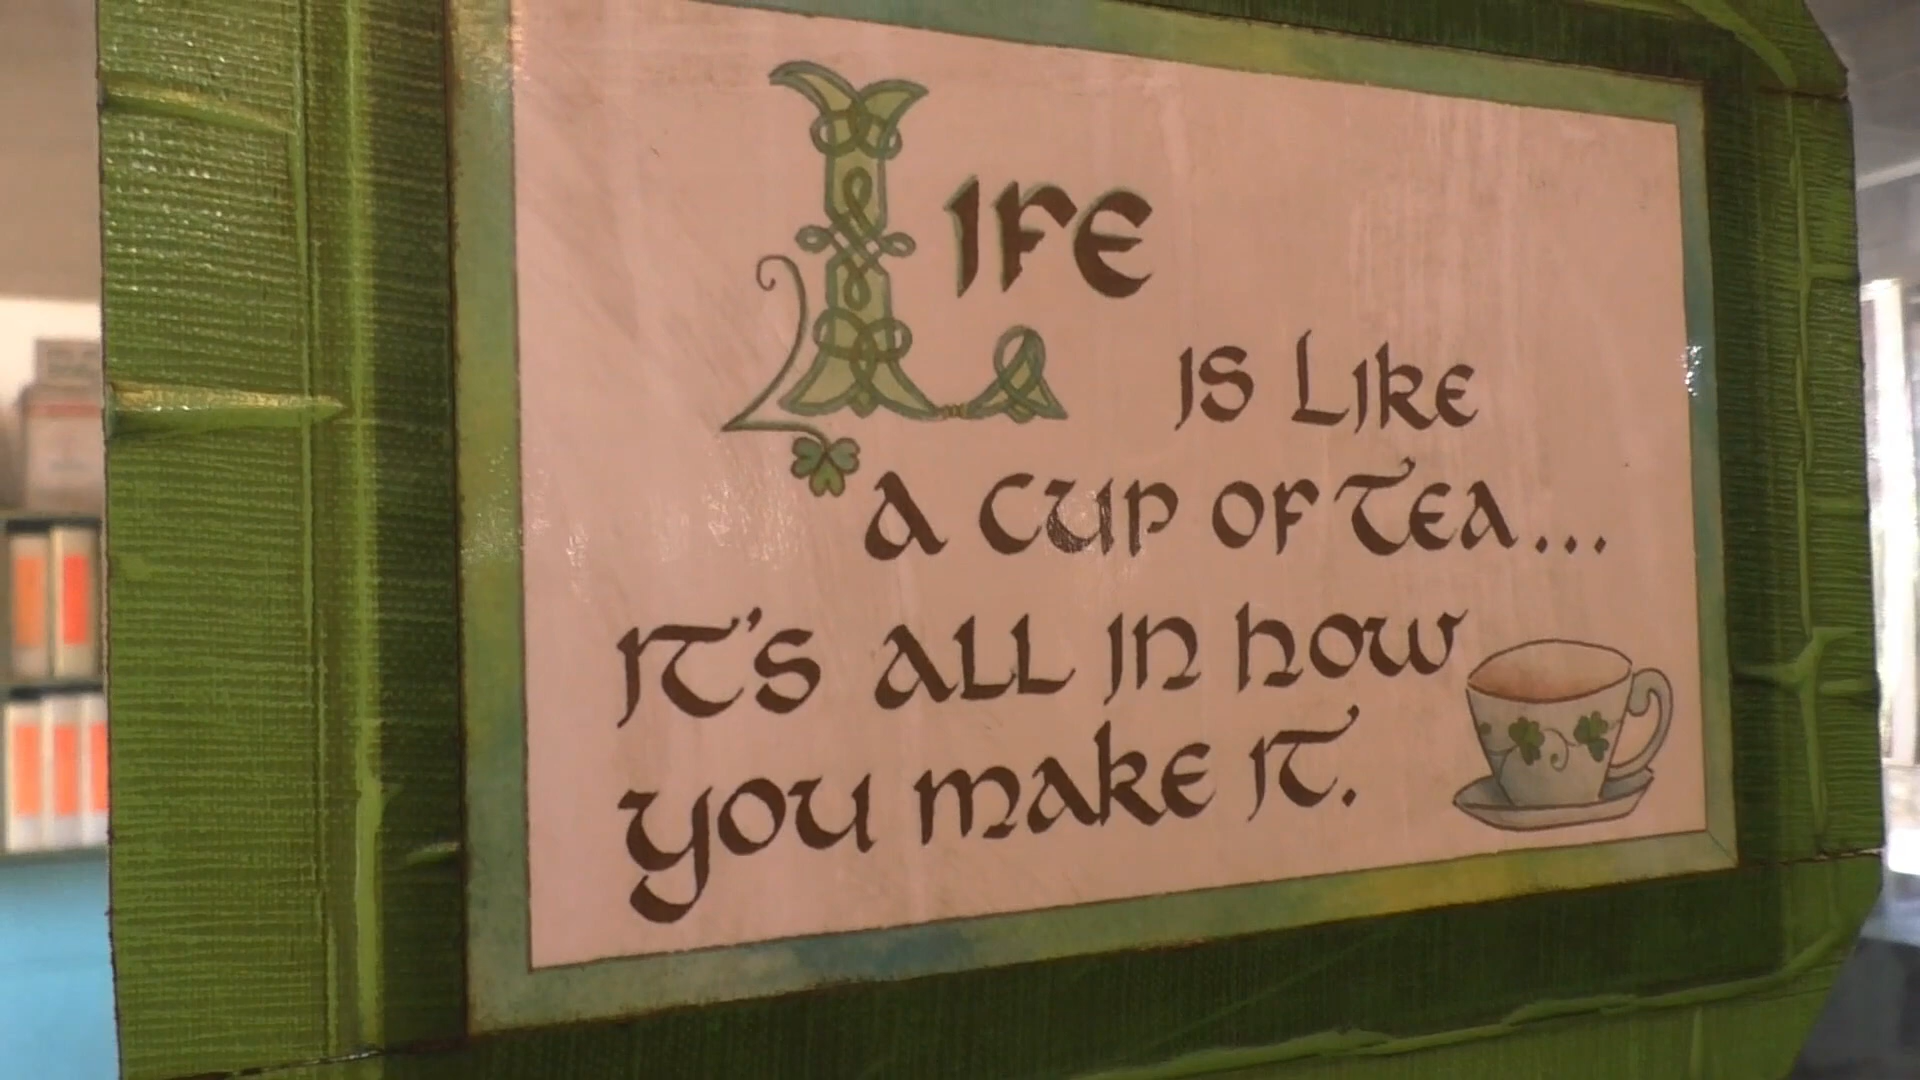 Life
is Like
a cup of Tea...
It's all in how
you make it.